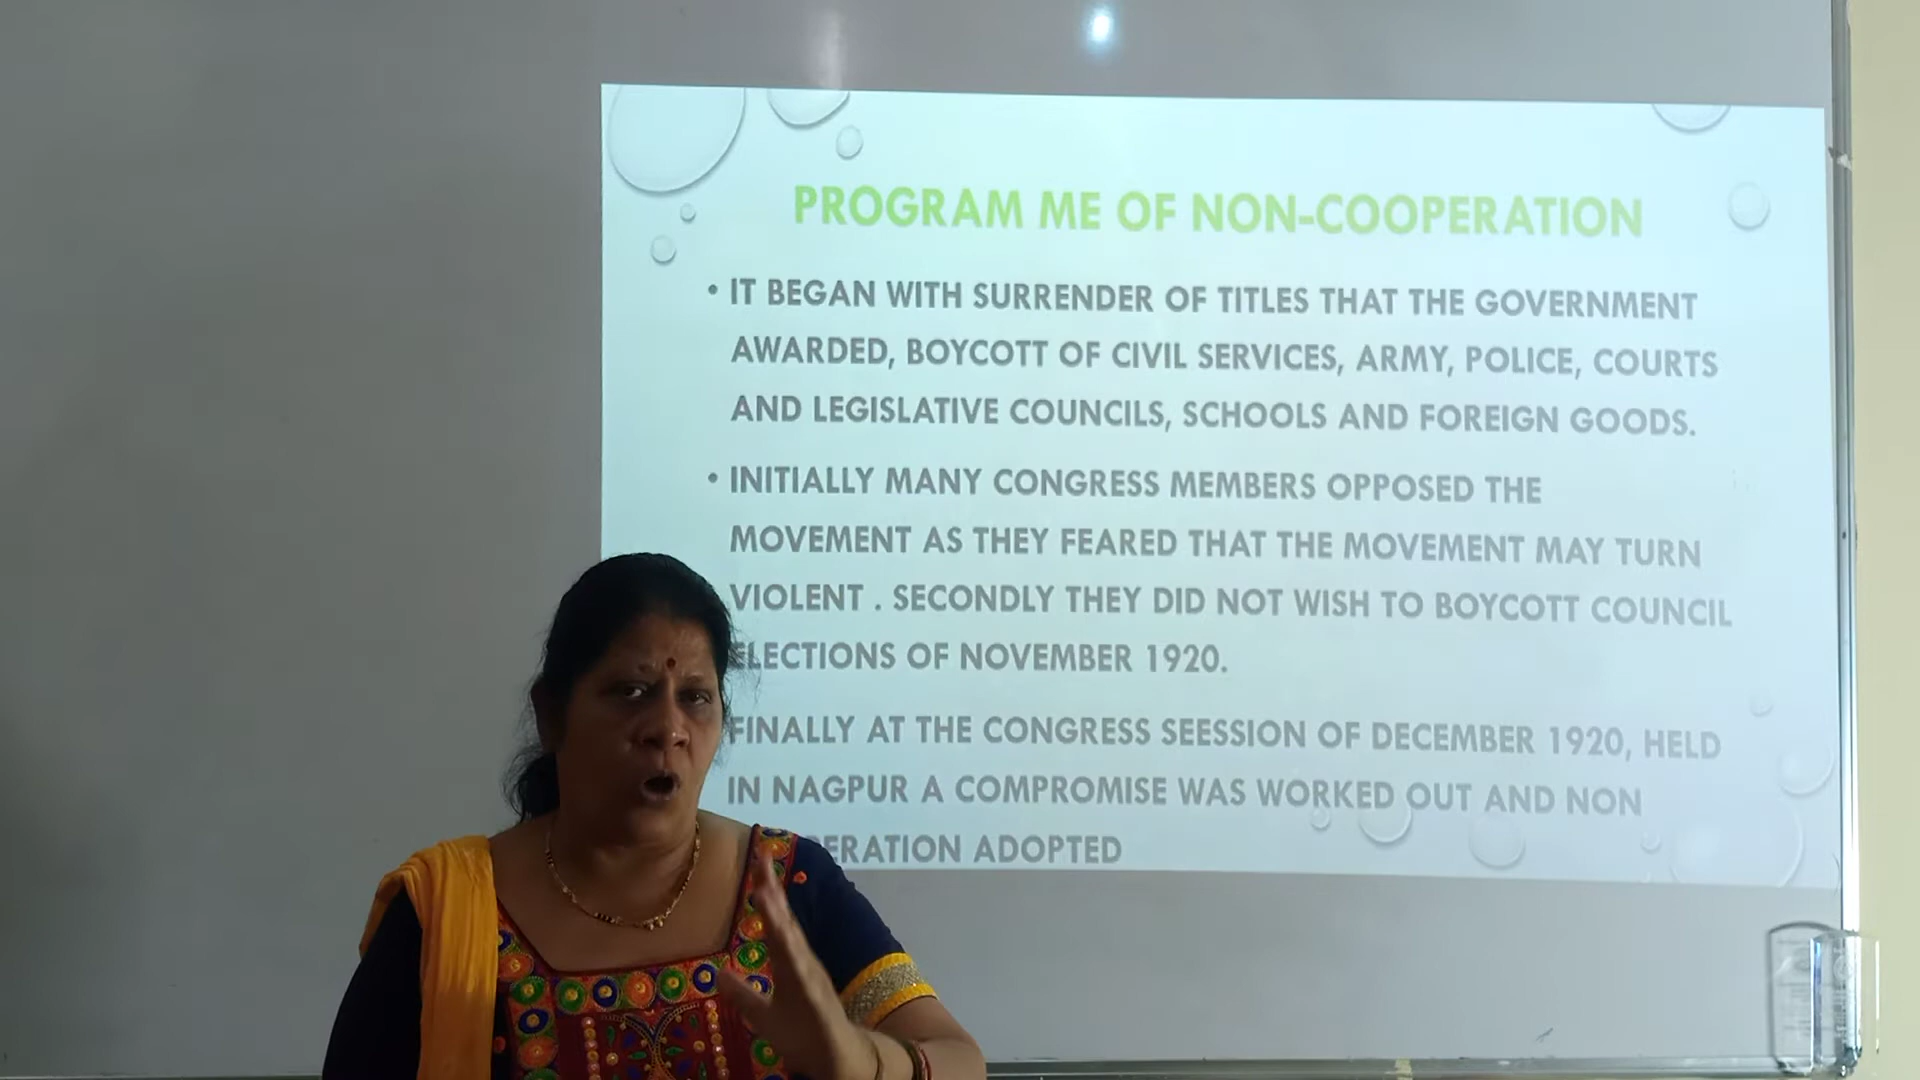 PROGRAM ME OF NON-COOPERATION
• IT BEGAN WITH SURRENDER OF TITLES THAT THE GOVERNMENT
AWARDED, BOYCOTT OF CIVIL SERVICES, ARMY, POLICE, COURTS
AND LEGISLATIVE COUNCILS, SCHOOLS AND FOREIGN GOODS.
• INITIALLY MANY CONGRESS MEMBERS OPPOSED THE
MOVEMENT AS THEY FEARED THAT THE MOVEMENT MAY TURN
VIOLENT . SECONDLY THEY DID NOT WISH TO BOYCOTT COUNCIL
ELECTIONS OF NOVEMBER 1920.
FINALLY AT THE CONGRESS SEESSION OF DECEMBER 1920, HELD
IN NAGPUR A COMPROMISE WAS WORKED OUT AND NON
ADOPTED